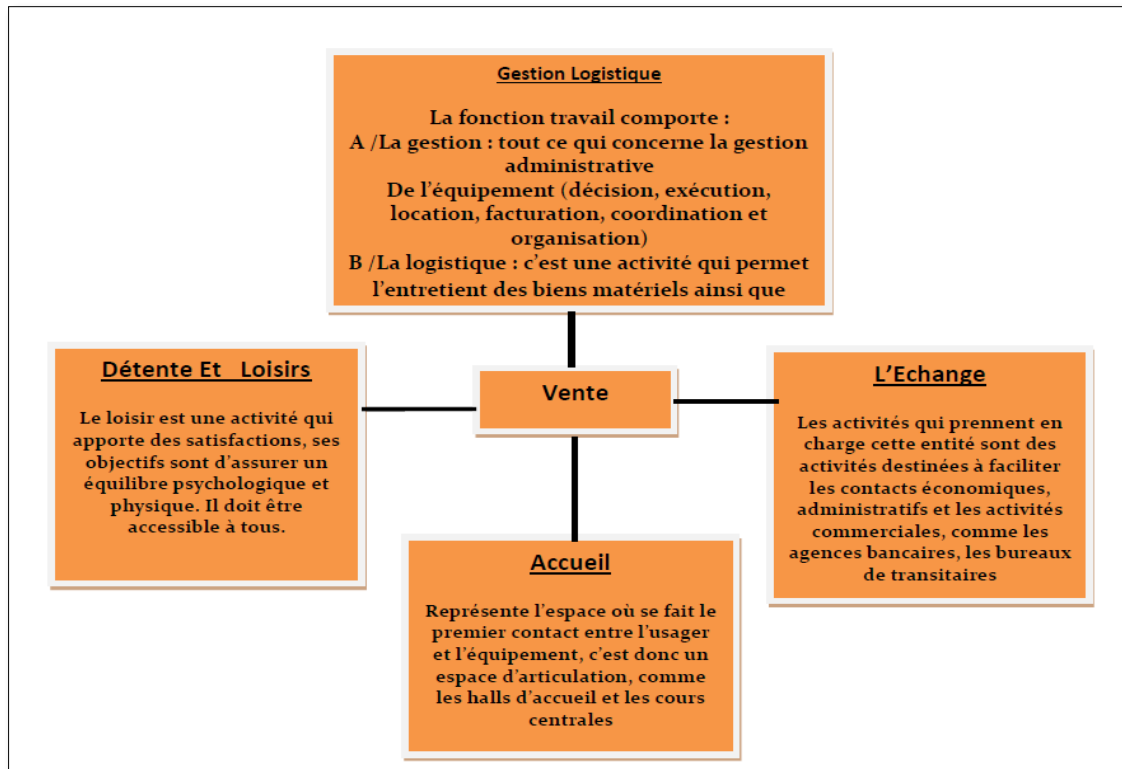 Gestion Logistique
La fonction travail comporte :
A /La gestion : tout ce qui concerne la gestion
administrative
De l'équipement (décision, exécution,
location, facturation, coordination et
organisation)
B /La logistique : c'est une activité qui permet
l'entretient des biens matériels ainsi que
Détente Et   Loisirs
Le loisir est une activité qui
apporte des satisfactions, ses
objectifs sont d'assurer un
équilibre psychologique et
physique. Il doit être
accessible à tous.
Vente
L'Echange
Les activités qui prennent en
charge cette entité sont des
activités destinées à faciliter
les contacts économiques,
administratifs et les activités
commerciales, comme les
agences bancaires, les bureaux
de transitaires
Accueil
Représente l'espace où se fait le
premier contact entre l'usager
et l'équipement, c'est donc un
espace d'articulation, comme
les halls d'accueil et les cours
centrales